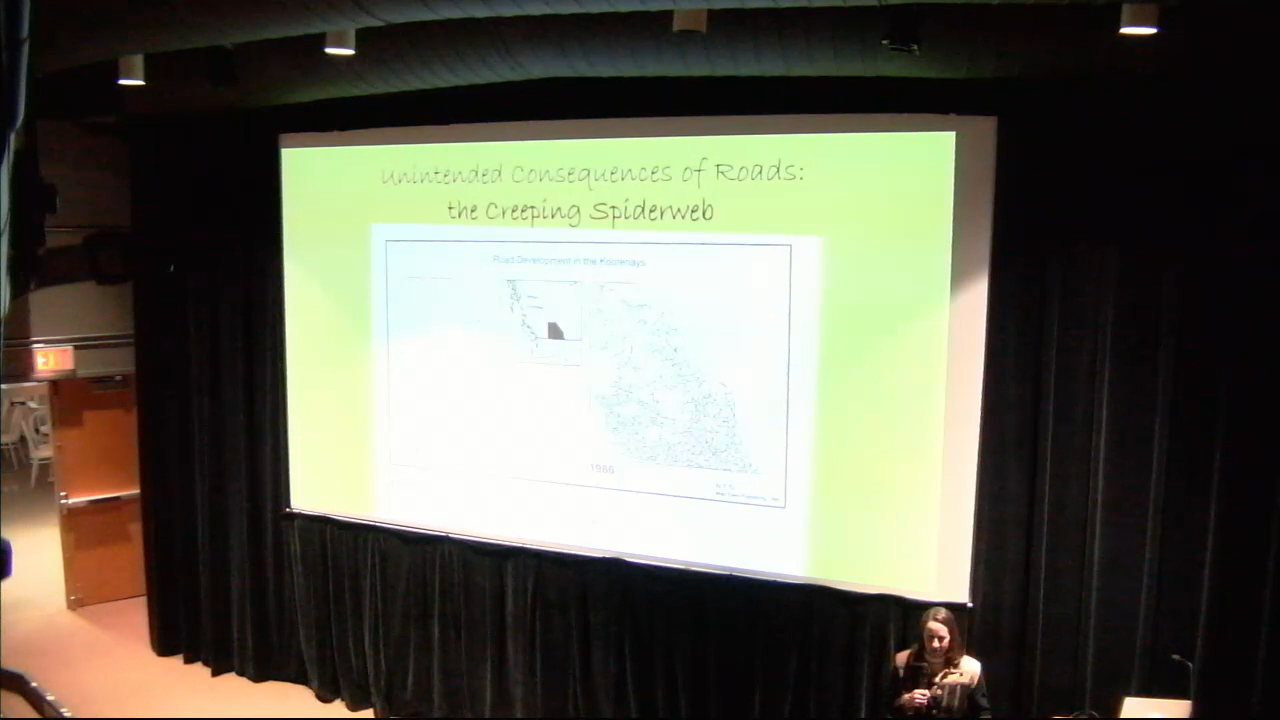 Unintended Consequences of Roads:
the Creeping Spiderweb
Road Development in the Kootenays
1986
EXIT